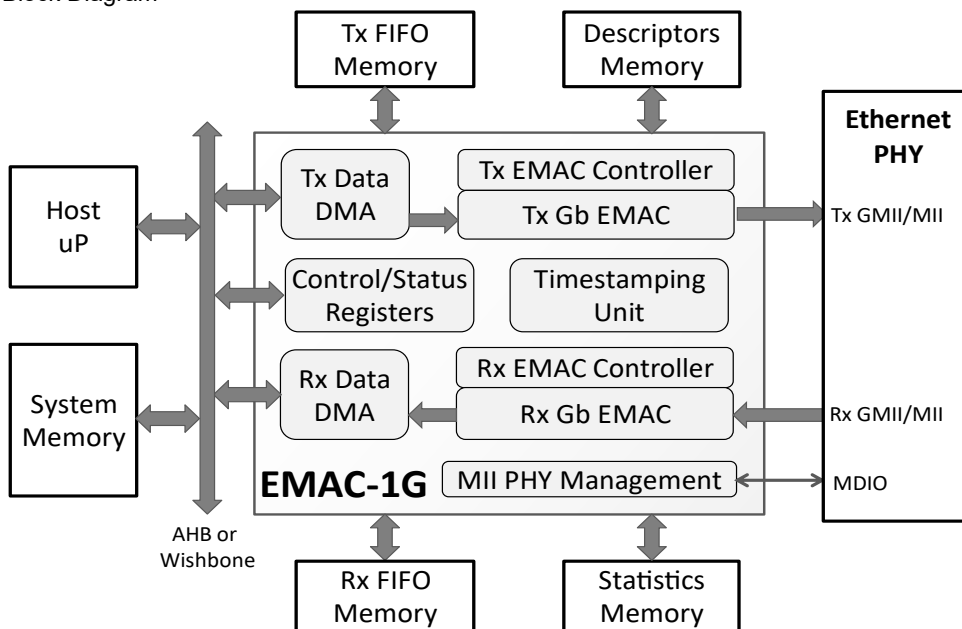 Block Diagram
Tx FIFO
Memory
Descriptors
Memory
Ethernet
PHY
Host
uP
System
Memory
AHB or
Wishbone
Tx Data
DMA
Tx EMAC Controller
Tx Gb EMAC
Tx GMII/MII
Control/Status
Registers
Timestamping
Unit
Rx Data
DMA
Rx EMAC Controller
Rx Gb EMAC
Rx GMII/MII
EMAC-1G
MII PHY Management
MDIO
Rx FIFO
Memory
Statistics
Memory